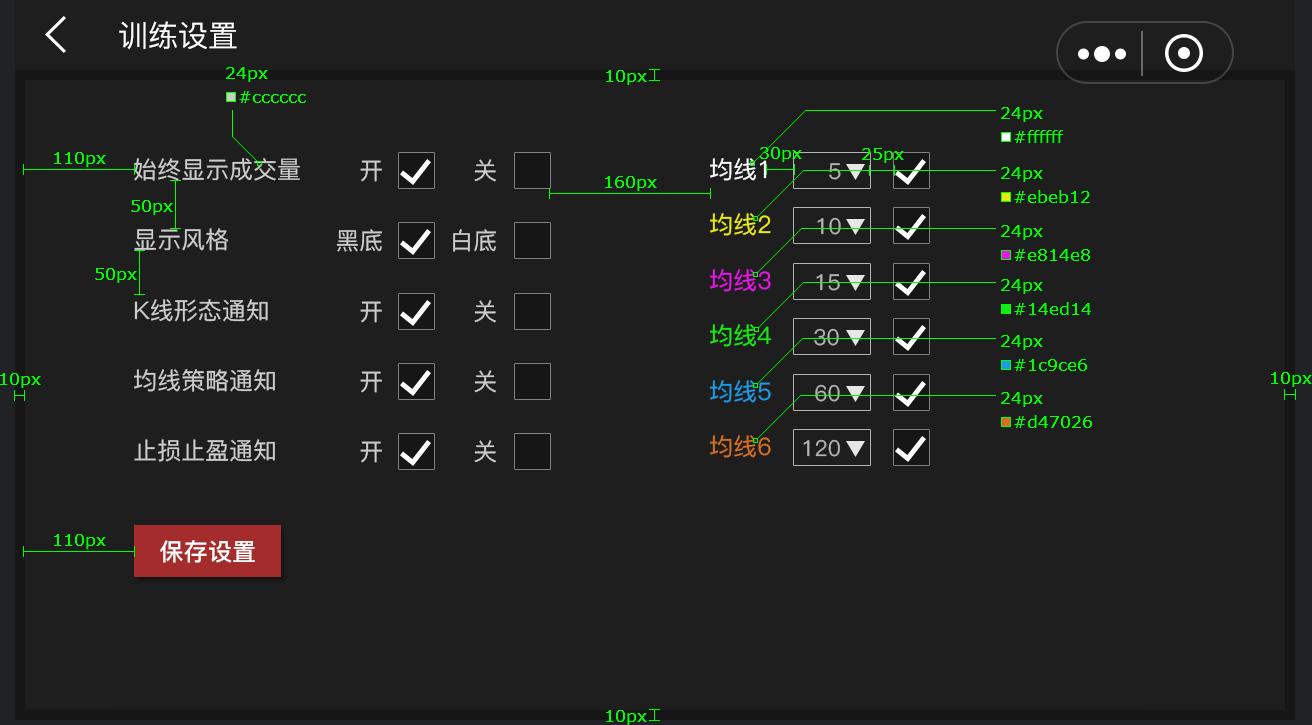 训练设置
24px
#cccccc
10px
110px
始终显示成交量 开 关
50px
显示风格 黑底 白底
50px
K线形态通知 开 关
均线策略通知 开 关
止损止盈通知 开 关
160px
均线1 5
30px
25px
均线2 10
均线3 15
均线4 30
均线5 60
均线6 120
24px
#ffffff
24px
#ebeb12
24px
#e814e8
24px
#14ed14
24px
#1c9ce6
24px
#d47026
10px
10px
110px
保存设置
10px